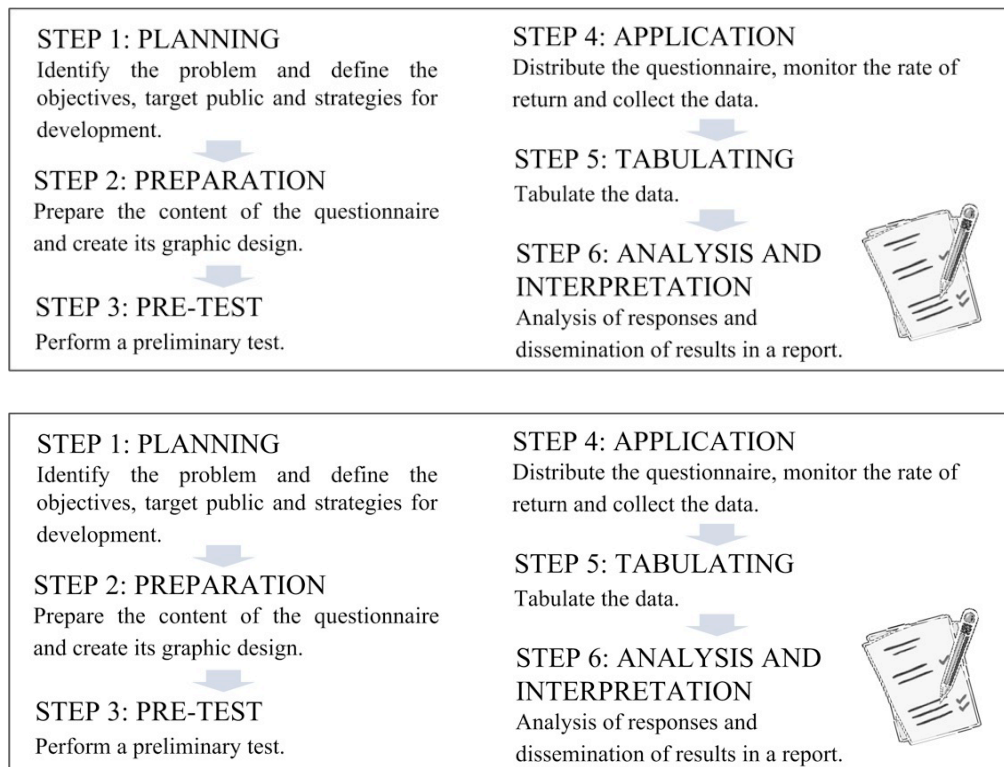 STEP 1: PLANNING
Identify the problem and define the
objectives, target public and strategies for
development.
STEP 2: PREPARATION
Prepare the content of the questionnaire
and create its graphic design.
STEP 3: PRE-TEST
Perform a preliminary test.
STEP 4: APPLICATION
Distribute the questionnaire, monitor the rate of
return and collect the data.
STEP 5: TABULATING
Tabulate the data.
STEP 6: ANALYSIS AND
INTERPRETATION
Analysis of responses and
dissemination of results in a report.
STEP 1: PLANNING
Identify the problem and define the
objectives, target public and strategies for
development.
STEP 2: PREPARATION
Prepare the content of the questionnaire
and create its graphic design.
STEP 3: PRE-TEST
Perform a preliminary test.
STEP 4: APPLICATION
Distribute the questionnaire, monitor the rate of
return and collect the data.
STEP 5: TABULATING
Tabulate the data.
STEP 6: ANALYSIS AND
INTERPRETATION
Analysis of responses and
dissemination of results in a report.